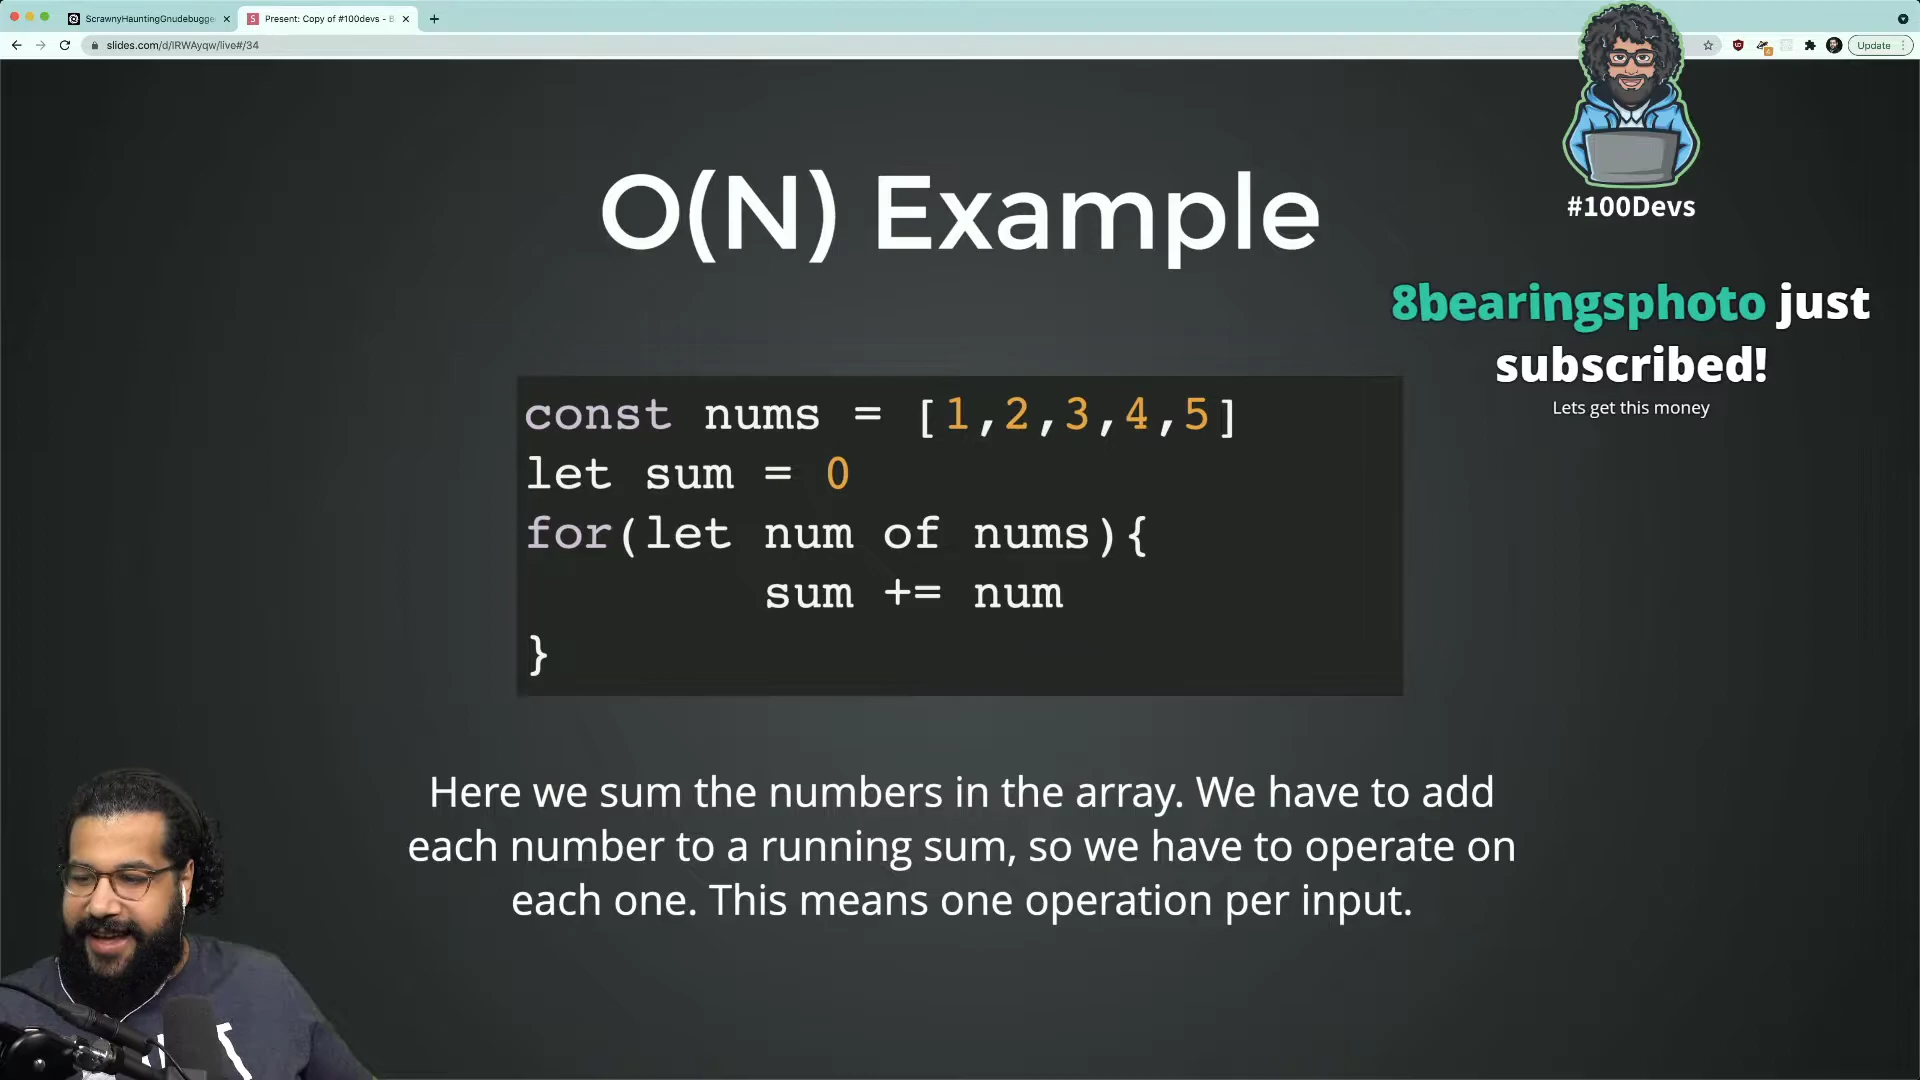 ScrawnyHauntingGnudebugge
Present: Copy of #100devs - B
slides.com/d/IRWAyqw/live#/34
Update
#100Devs
O(N) Example
8bearingsphoto just
subscribed!
Lets get this money
const nums = [1,2,3,4,5]
let sum = 0
for(let num of nums){
sum += num
}
Here we sum the numbers in the array. We have to add
each number to a running sum, so we have to operate on
each one. This means one operation per input.